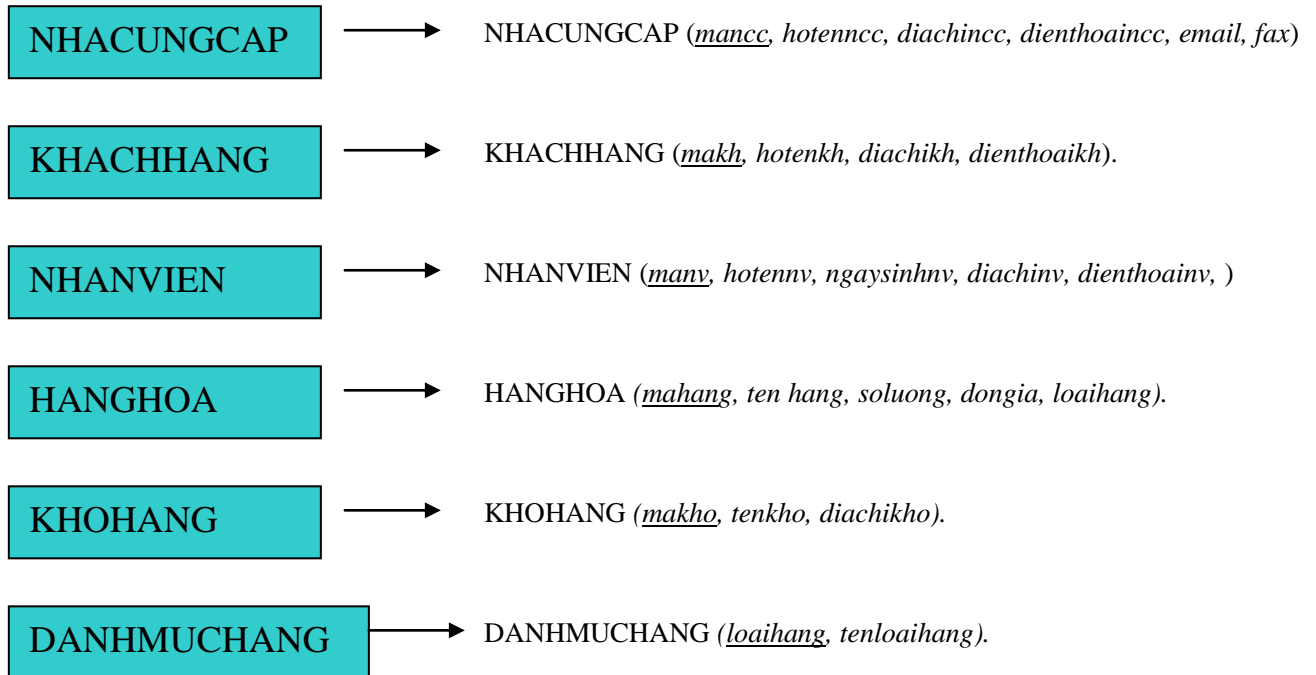 NHACUNGCAP NHACUNGCAP (mancc, hotenncc, diachincc, dienthoaincc, email, fax)
KHACHHANG KHACHHANG (makh, hotenkh, diachikh, dienthoaikh).
NHANVIEN NHANVIEN (manv, hotennv, ngaysinhnv, diachinv, dienthoainv, )
HANGHOA HANGHOA (mahang, ten hang, soluong, dongia, loaihang).
KHOHANG KHOHANG (makho, tenkho, diachikho).
DANHMUCHANG DANHMUCHANG (loaihang, tenloaihang).